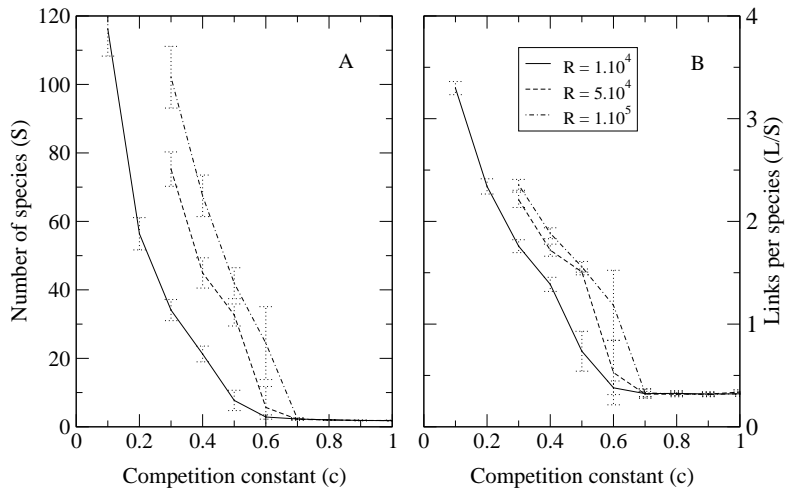 120
100
80
60
40
20
0
Number of species (S)
A
0
0.2
0.4
0.6
0.8
1
Competition constant (c)
B
R = 1.10^4
R = 5.10^4
R = 1.10^5
4
3
2
1
0
Links per species (L/S)
0
0.2
0.4
0.6
0.8
1
Competition constant (c)